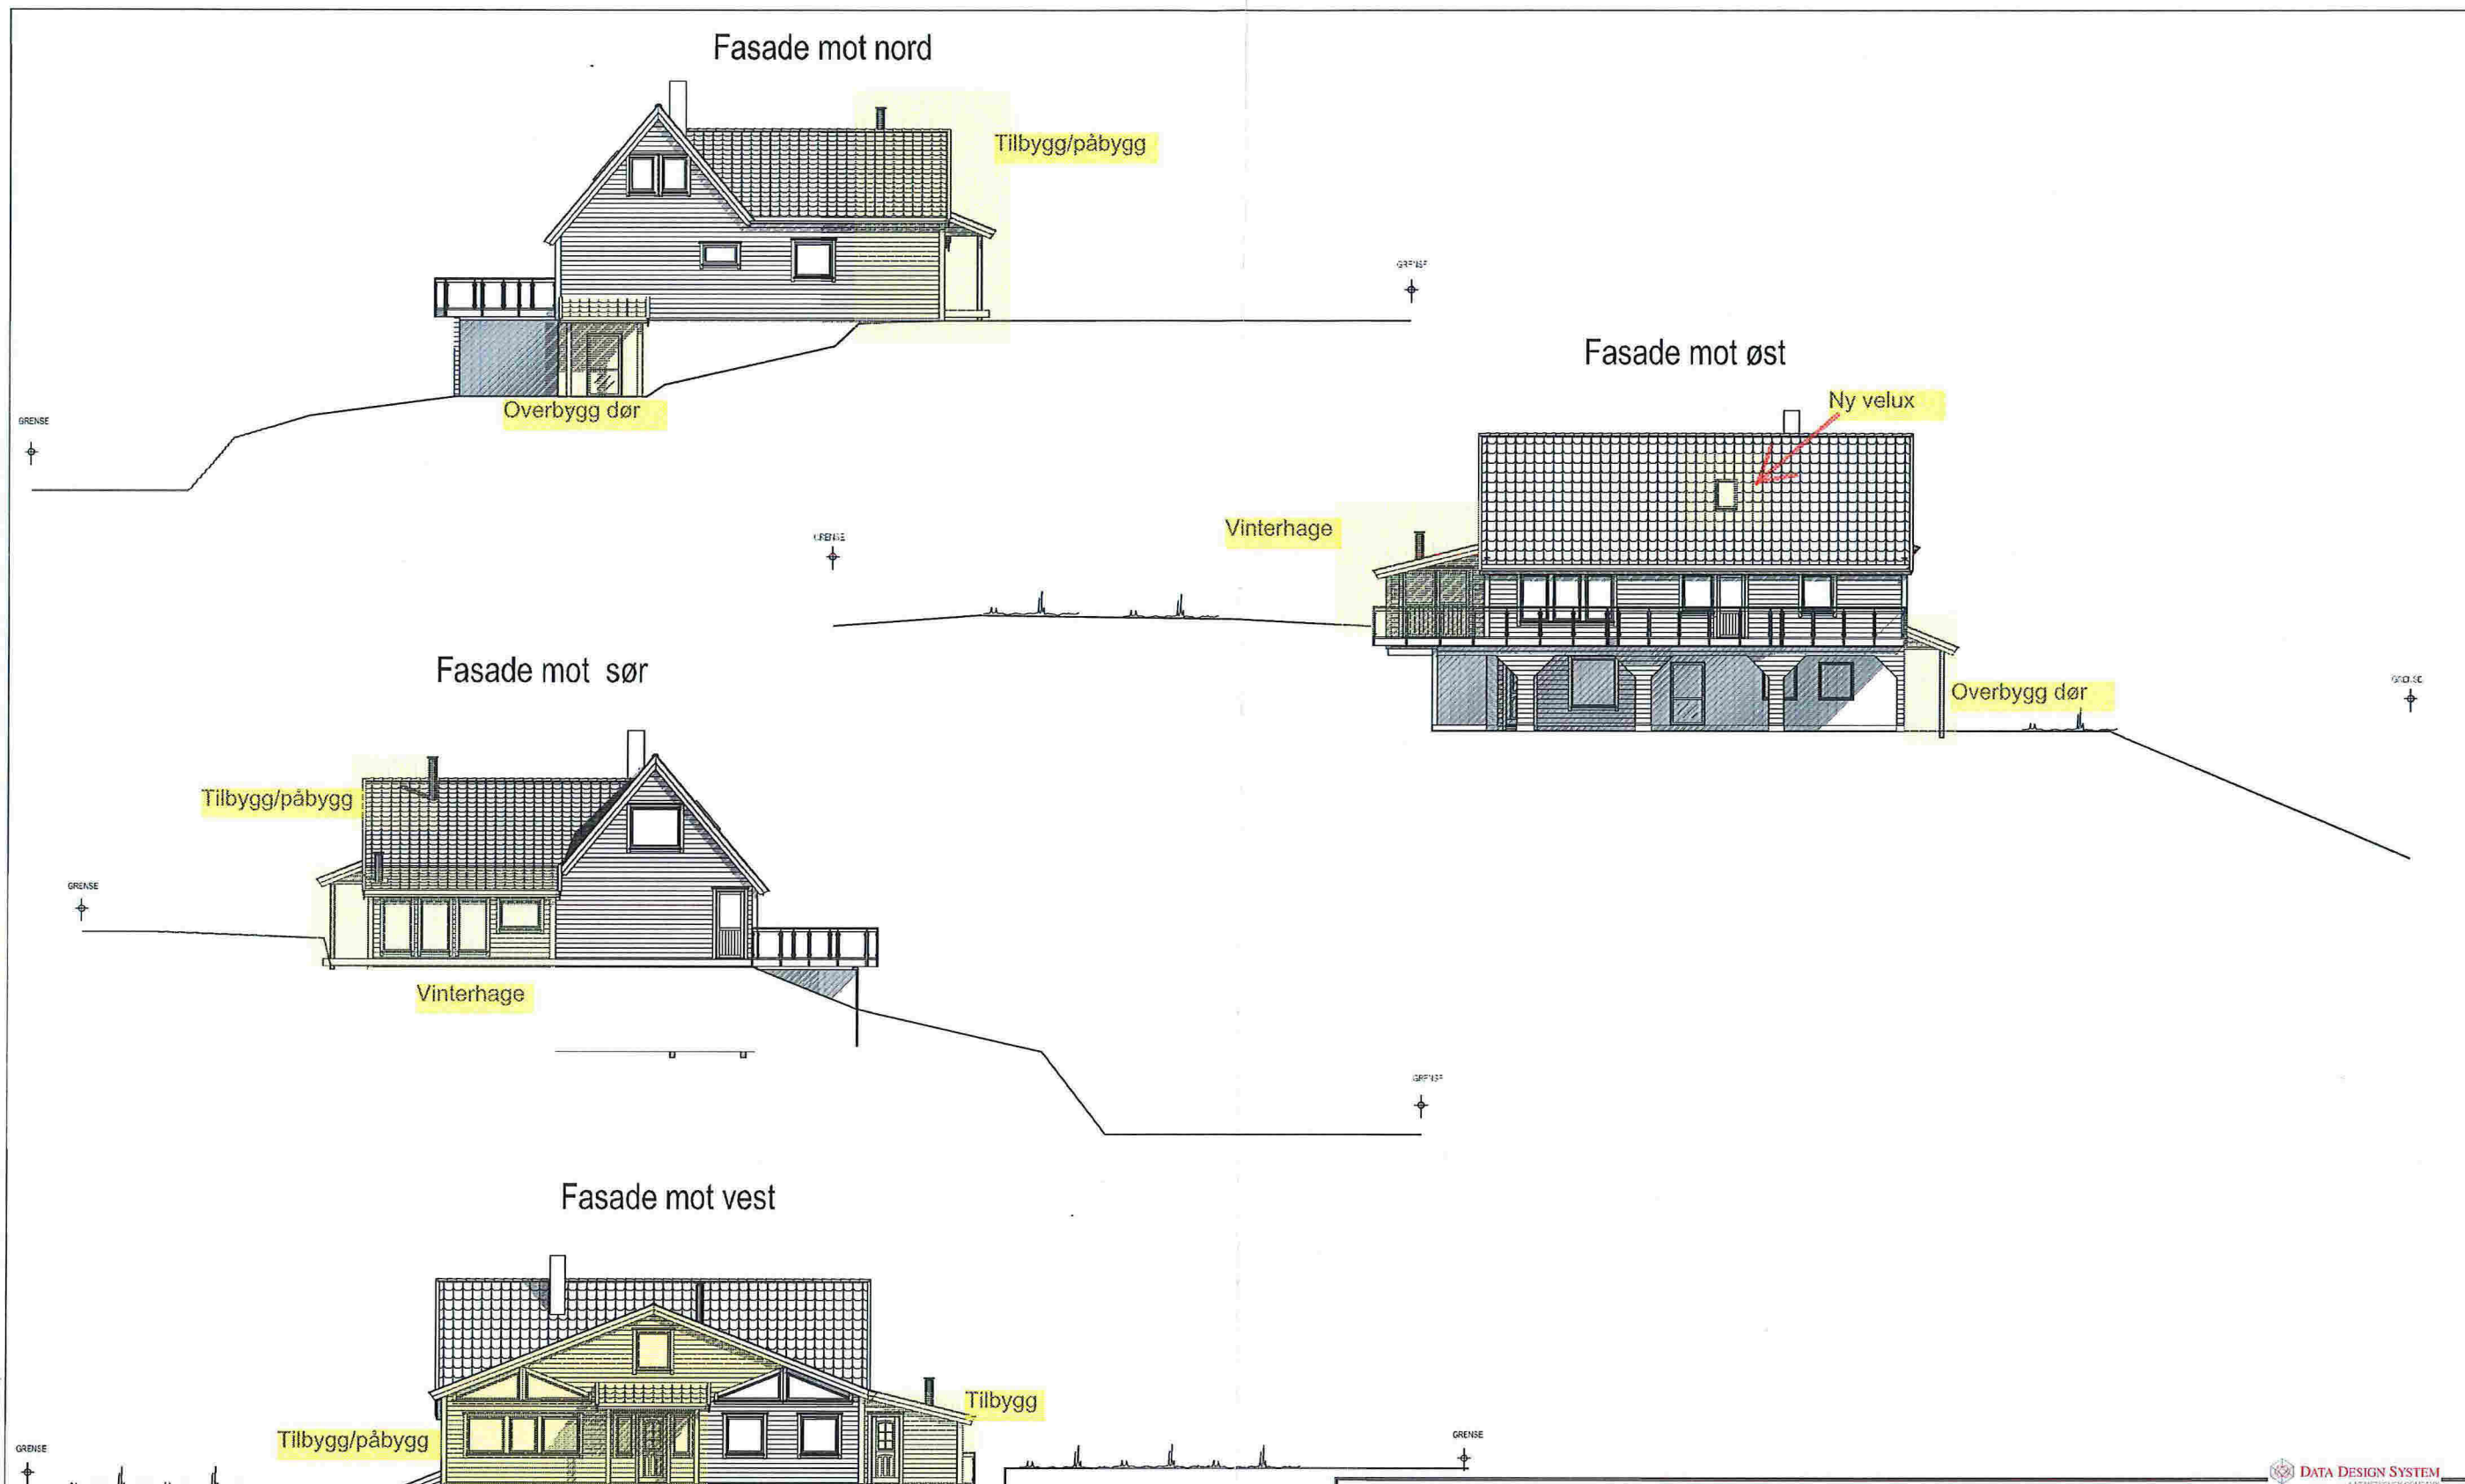 Fasade mot nord
Tilbygg/påbygg
GRENSE
Fasade mot øst
Overbygg dør
Ny velux
GRENSE
Vinterhage
GRENSE
Fasade mot sør
Overbygg dør
GRENSE
Tilbygg/påbygg
GRENSE
Vinterhage
GRENSE
Fasade mot vest
Tilbygg
Tilbygg/påbygg
GRENSE
GRENSE
DATA DESIGN SYSTEM